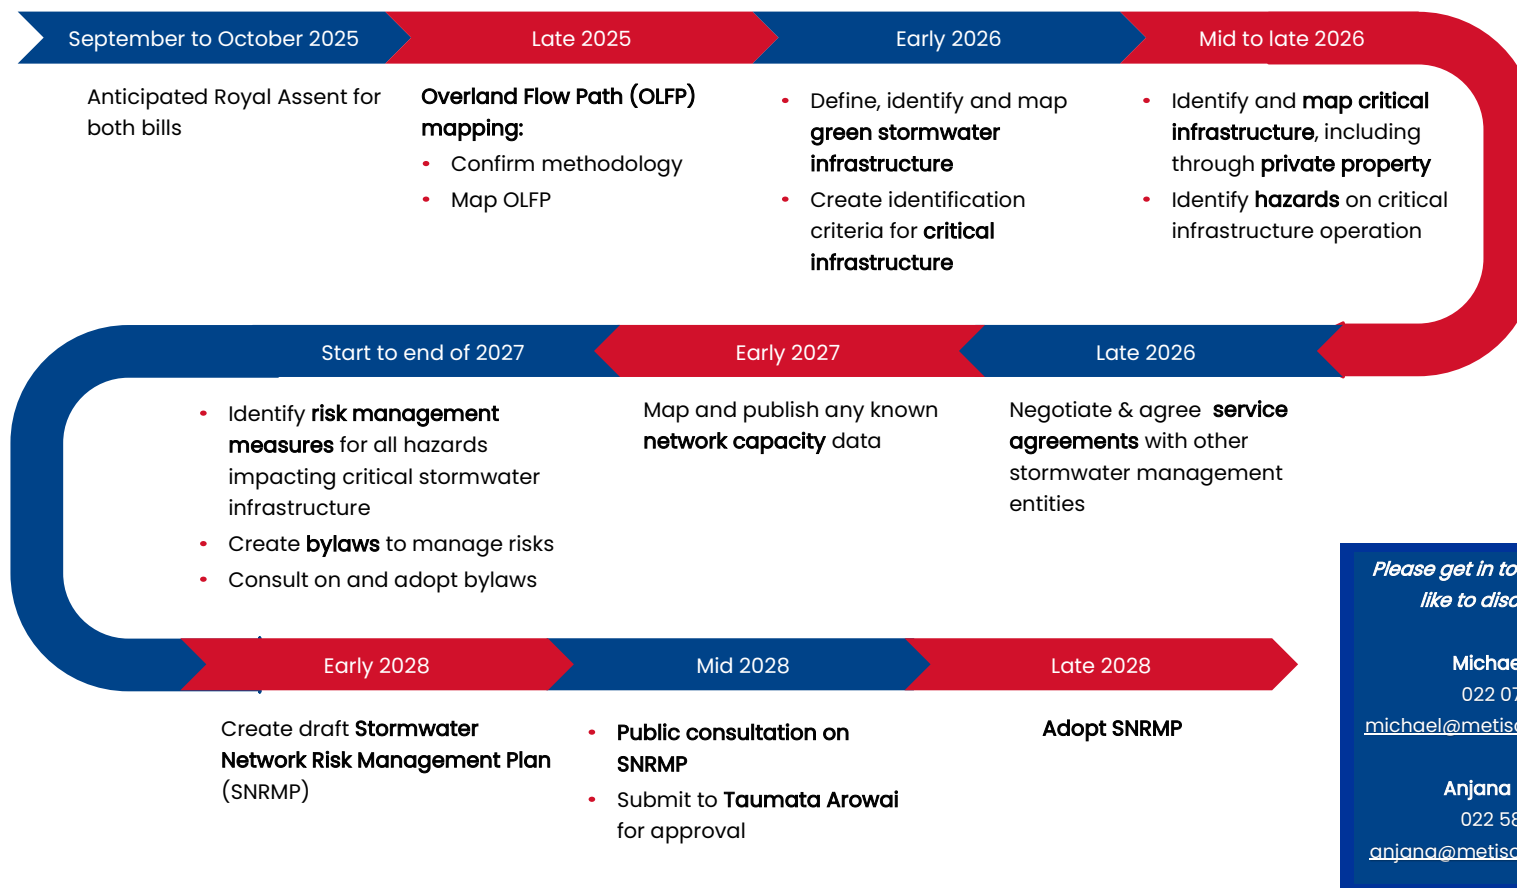 September to October 2025
Late 2025
Early 2026
Mid to late 2026
Anticipated Royal Assent for
both bills
Overland Flow Path (OLFP)
mapping:
• Confirm methodology
• Map OLFP
• Define, identify and map
green stormwater
infrastructure
• Create identification
criteria for critical
infrastructure
• Identify and map critical
infrastructure, including
through private property
• Identify hazards on critical
infrastructure operation
Late 2026
Early 2027
Start to end of 2027
Negotiate & agree service
agreements with other
stormwater management
entities
Map and publish any known
network capacity data
• Identify risk management
measures for all hazards
impacting critical stormwater
infrastructure
• Create bylaws to manage risks
• Consult on and adopt bylaws
Early 2028
Mid 2028
Late 2028
Create draft Stormwater
Network Risk Management Plan
(SNRMP)
• Public consultation on
SNRMP
• Submit to Taumata Arowai
for approval
Adopt SNRMP
Please get in
like to
022
Anjana
022